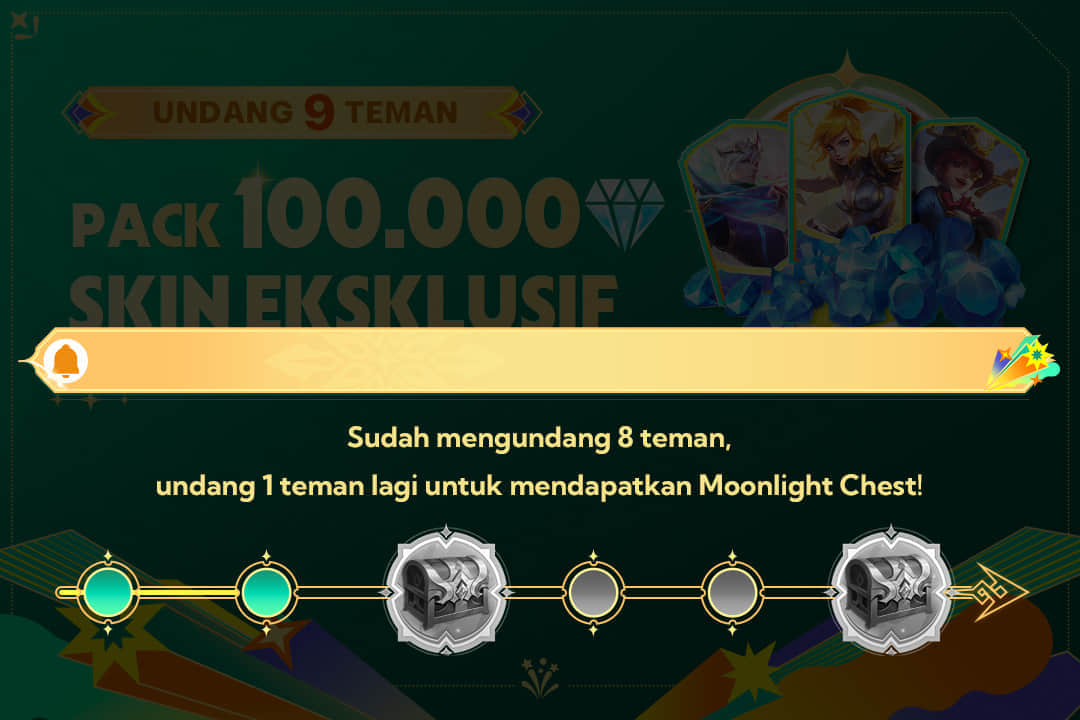 UNDANG 9 TEMAN
PACK 100.000
SKIN EKSKLUSIF
Sudah mengundang 8 teman,
undang 1 teman lagi untuk mendapatkan Moonlight Chest!